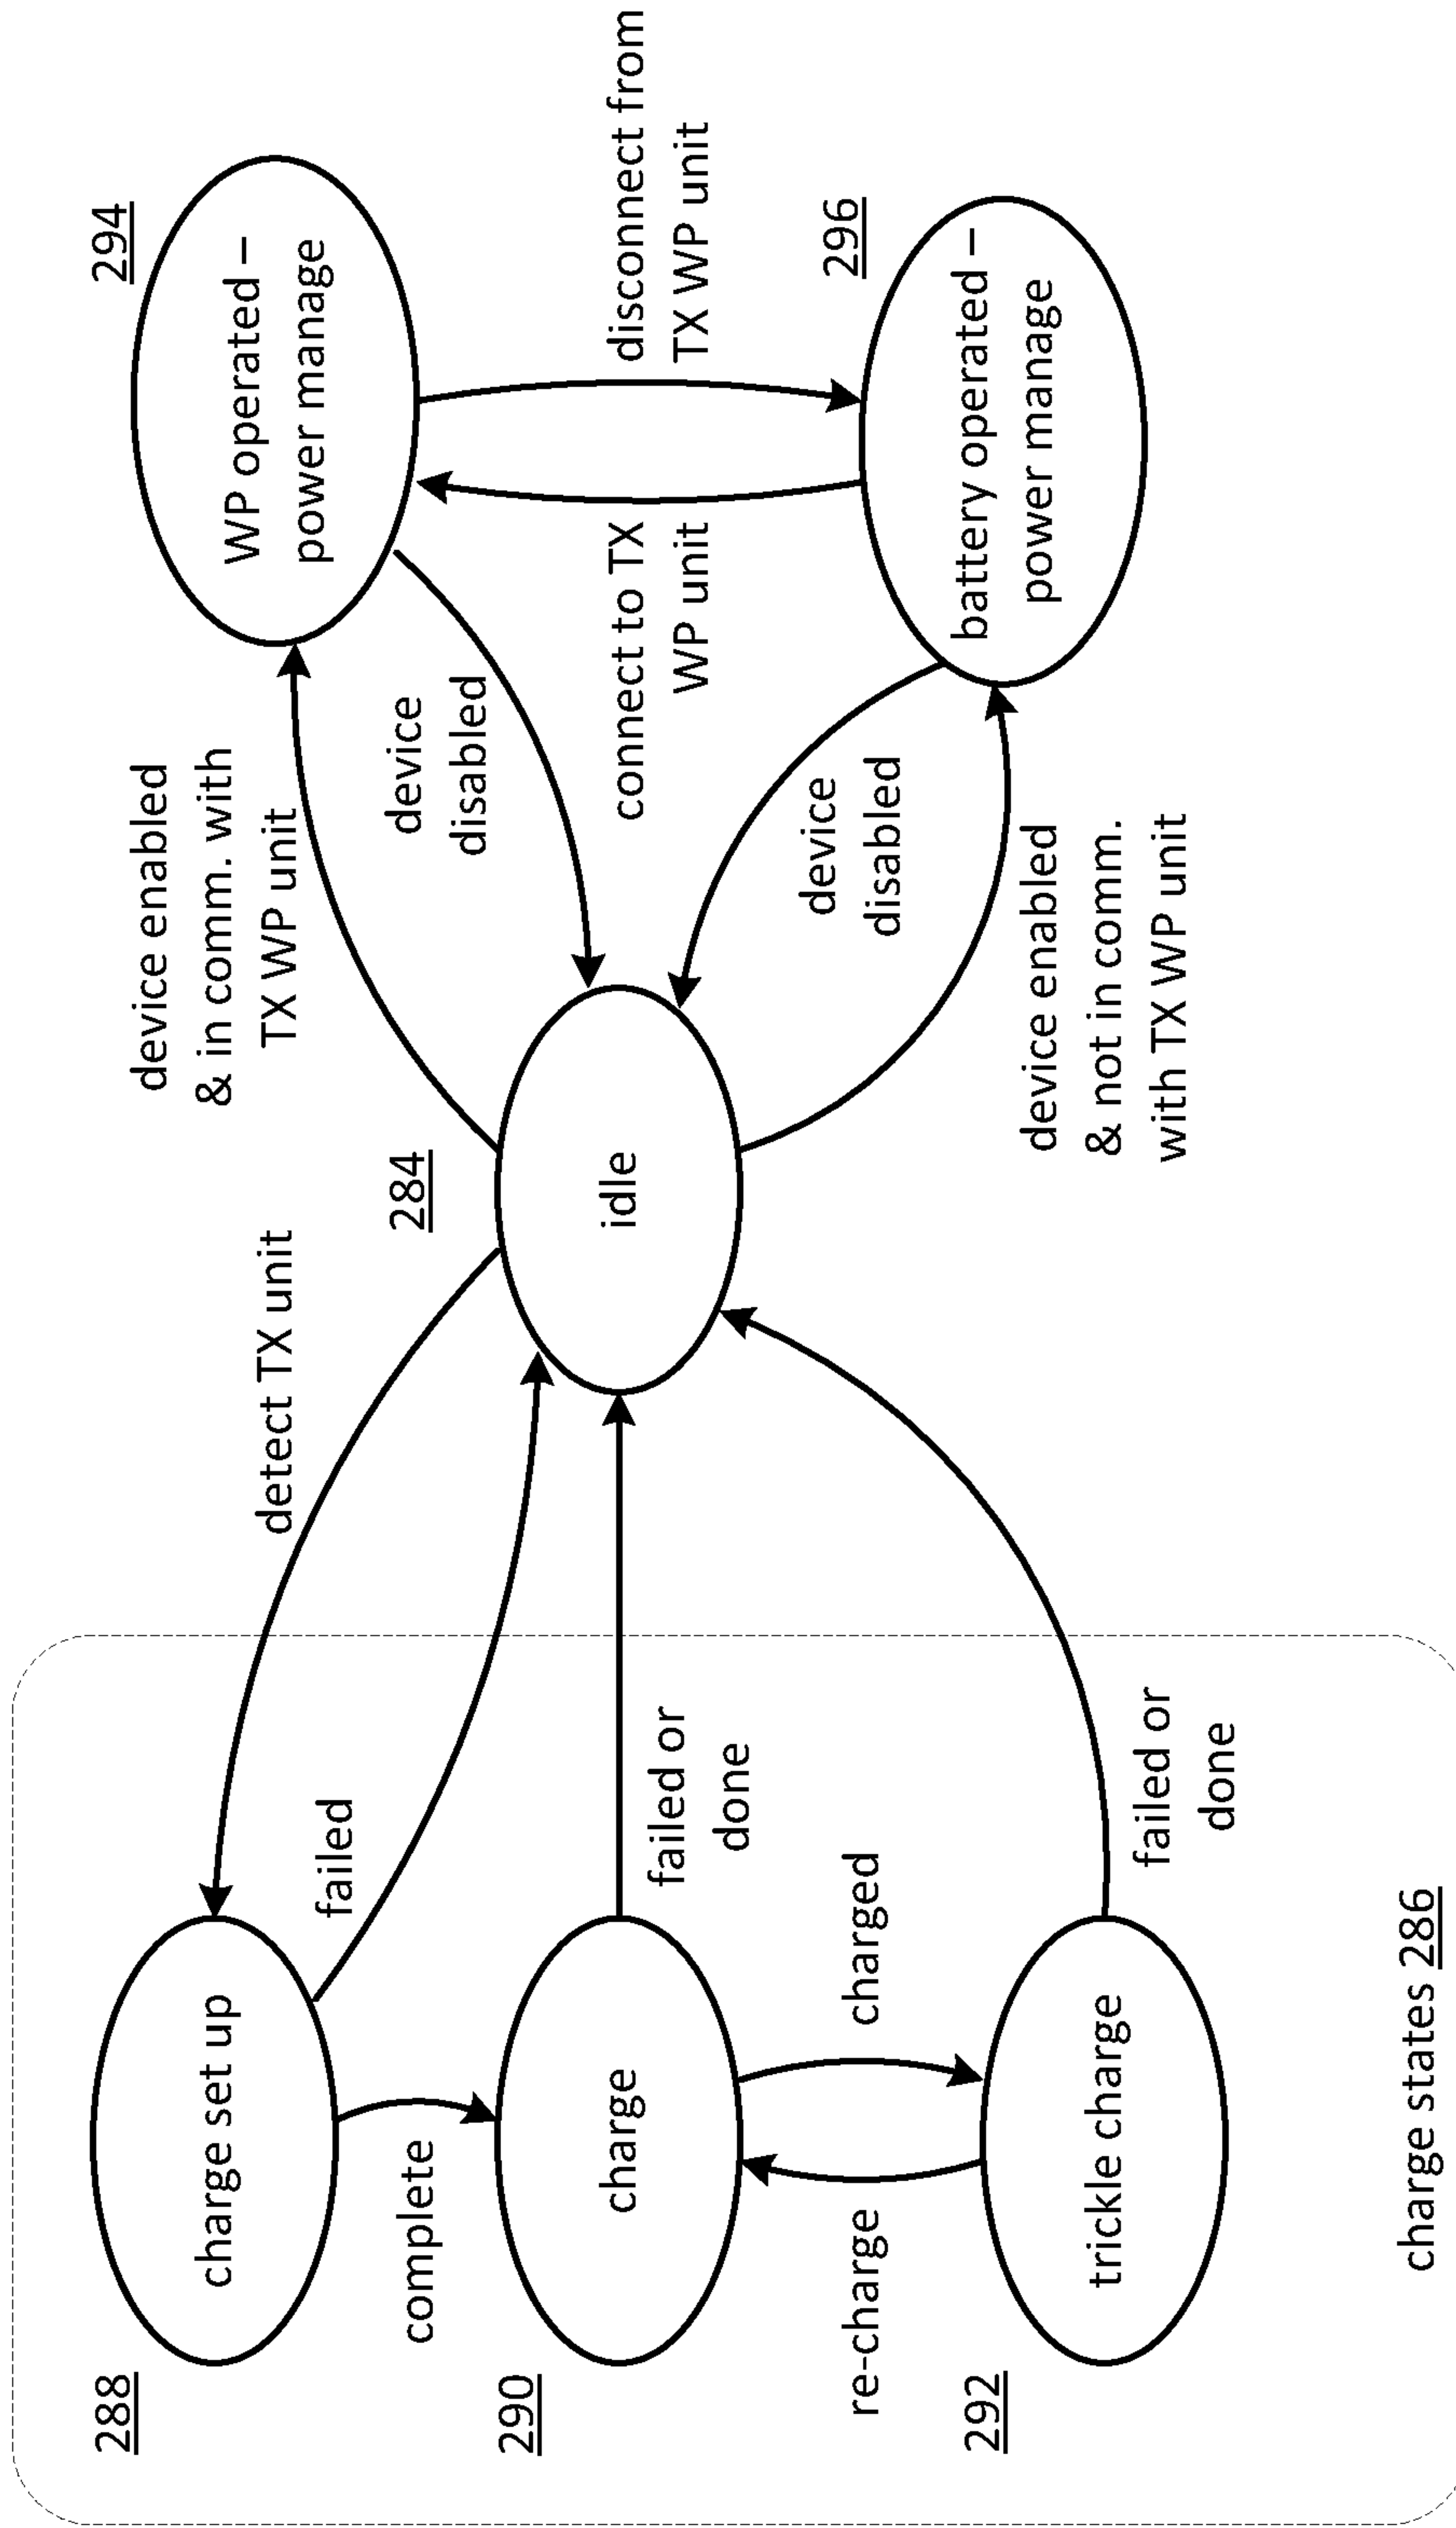 288
charge set up
complete
290
charge
re-charge
charged
292
trickle charge
charge states 286
failed
failed or
done
failed or
done
detect TX unit
284
idle
device enabled
& in comm. with
TX WP unit
device
disabled
device
disabled
device enabled
& not in comm.
with TX WP unit
294
WP operated –
power manage
connect to TX
WP unit
disconnect from
TX WP unit
296
battery operated –
power manage